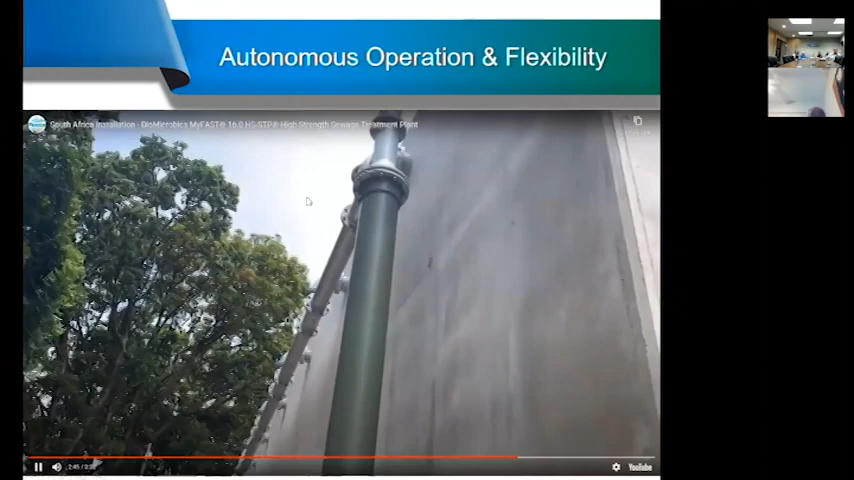 Autonomous Operation & Flexibility
South Africa Installation - BioMicrobics MyFAST® 16.0 HS-STP® High Strength Sewage Treatment Plant
YouTube